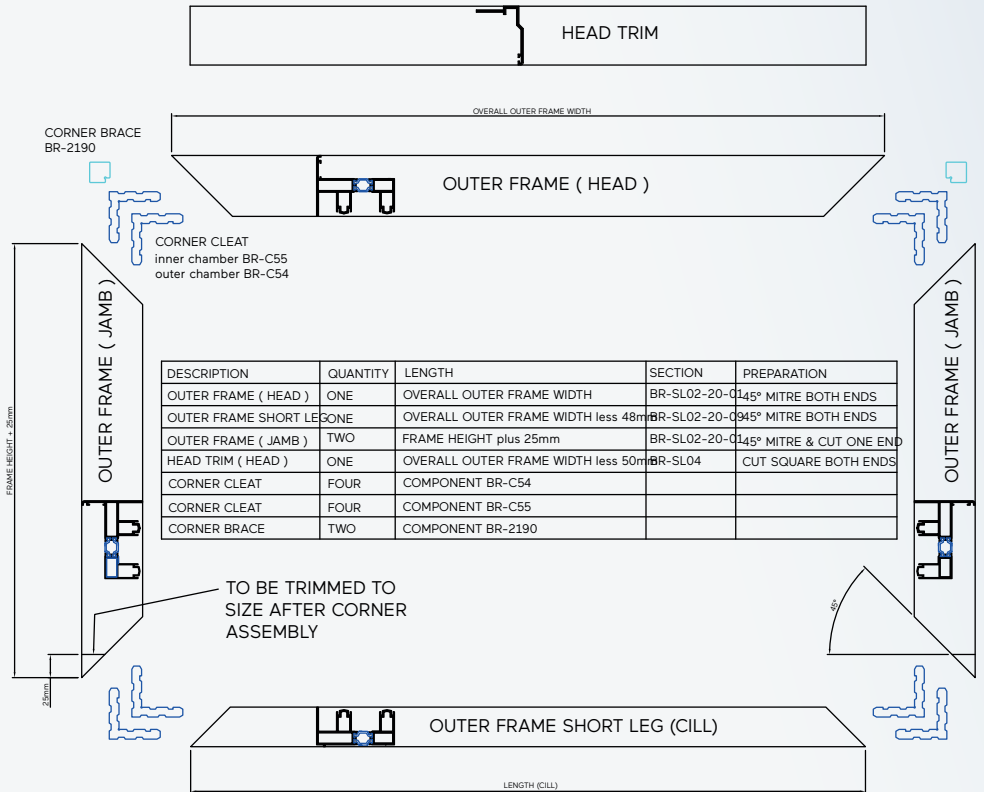 HEAD TRIM
OVERALL OUTER FRAME WIDTH
CORNER BRACE
BR-2190
OUTER FRAME ( HEAD )
CORNER CLEAT
inner chamber BR-C55
outer chamber BR-C54
OUTER FRAME ( JAMB )
OUTER FRAME ( JAMB )
FRAME HEIGHT + 25mm
DESCRIPTION QUANTITY LENGTH SECTION PREPARATION
OUTER FRAME ( HEAD ) ONE OVERALL OUTER FRAME WIDTH BR-SL02-20-01 45° MITRE BOTH ENDS
OUTER FRAME SHORT LEG ONE OVERALL OUTER FRAME WIDTH less 48mm BR-SL02-20-09 45° MITRE BOTH ENDS
OUTER FRAME ( JAMB ) TWO FRAME HEIGHT plus 25mm BR-SL02-20-01 45° MITRE & CUT ONE END
HEAD TRIM ( HEAD ) ONE OVERALL OUTER FRAME WIDTH less 50mm BR-SL04 CUT SQUARE BOTH ENDS
CORNER CLEAT FOUR COMPONENT BR-C54
CORNER CLEAT FOUR COMPONENT BR-C55
CORNER BRACE TWO COMPONENT BR-2190
TO BE TRIMMED TO
SIZE AFTER CORNER
ASSEMBLY
45°
25mm
OUTER FRAME SHORT LEG (CILL)
LENGTH (CILL)